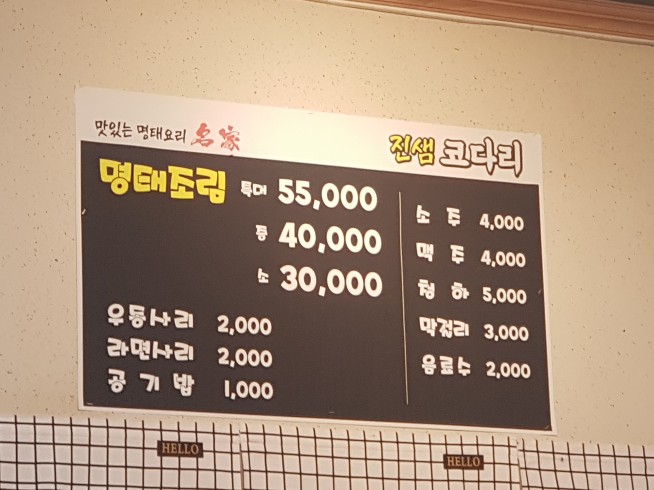 맛있는 명태요리 名家
진샘 코다리
명태조림 특대 55,000
중 40,000
소 30,000
우동사리 2,000
라면사리 2,000
공기밥 1,000
소주 4,000
맥주 4,000
청하 5,000
막걸리 3,000
음료수 2,000
HELLO
HELLO